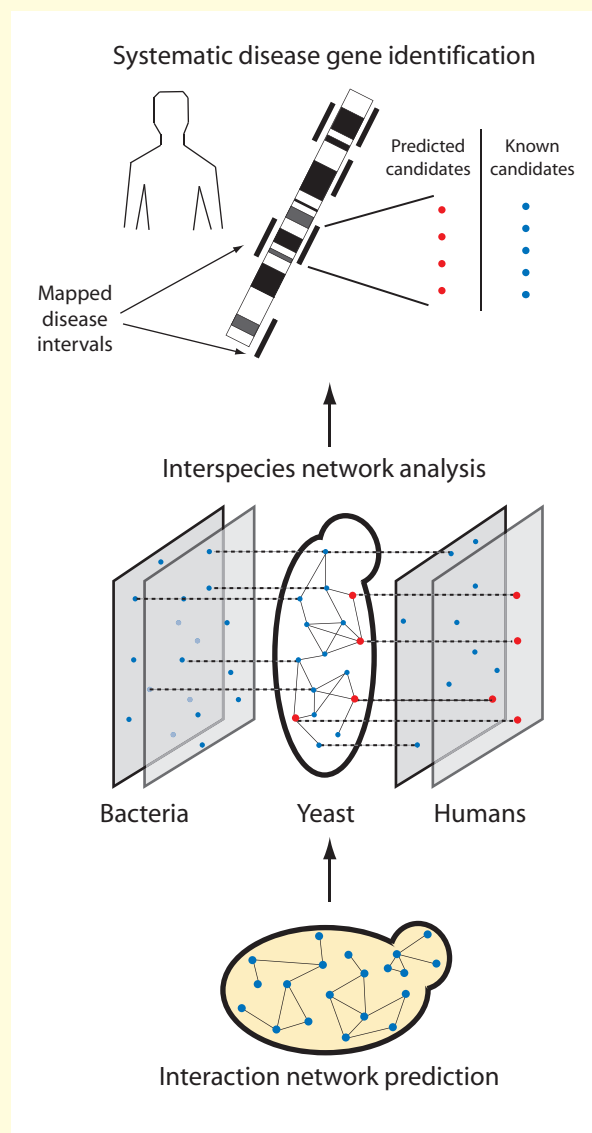 Systematic disease gene identification
Predicted
candidates
Known
candidates
Mapped
disease
intervals
Interspecies network analysis
Bacteria
Yeast
Humans
Interaction network prediction